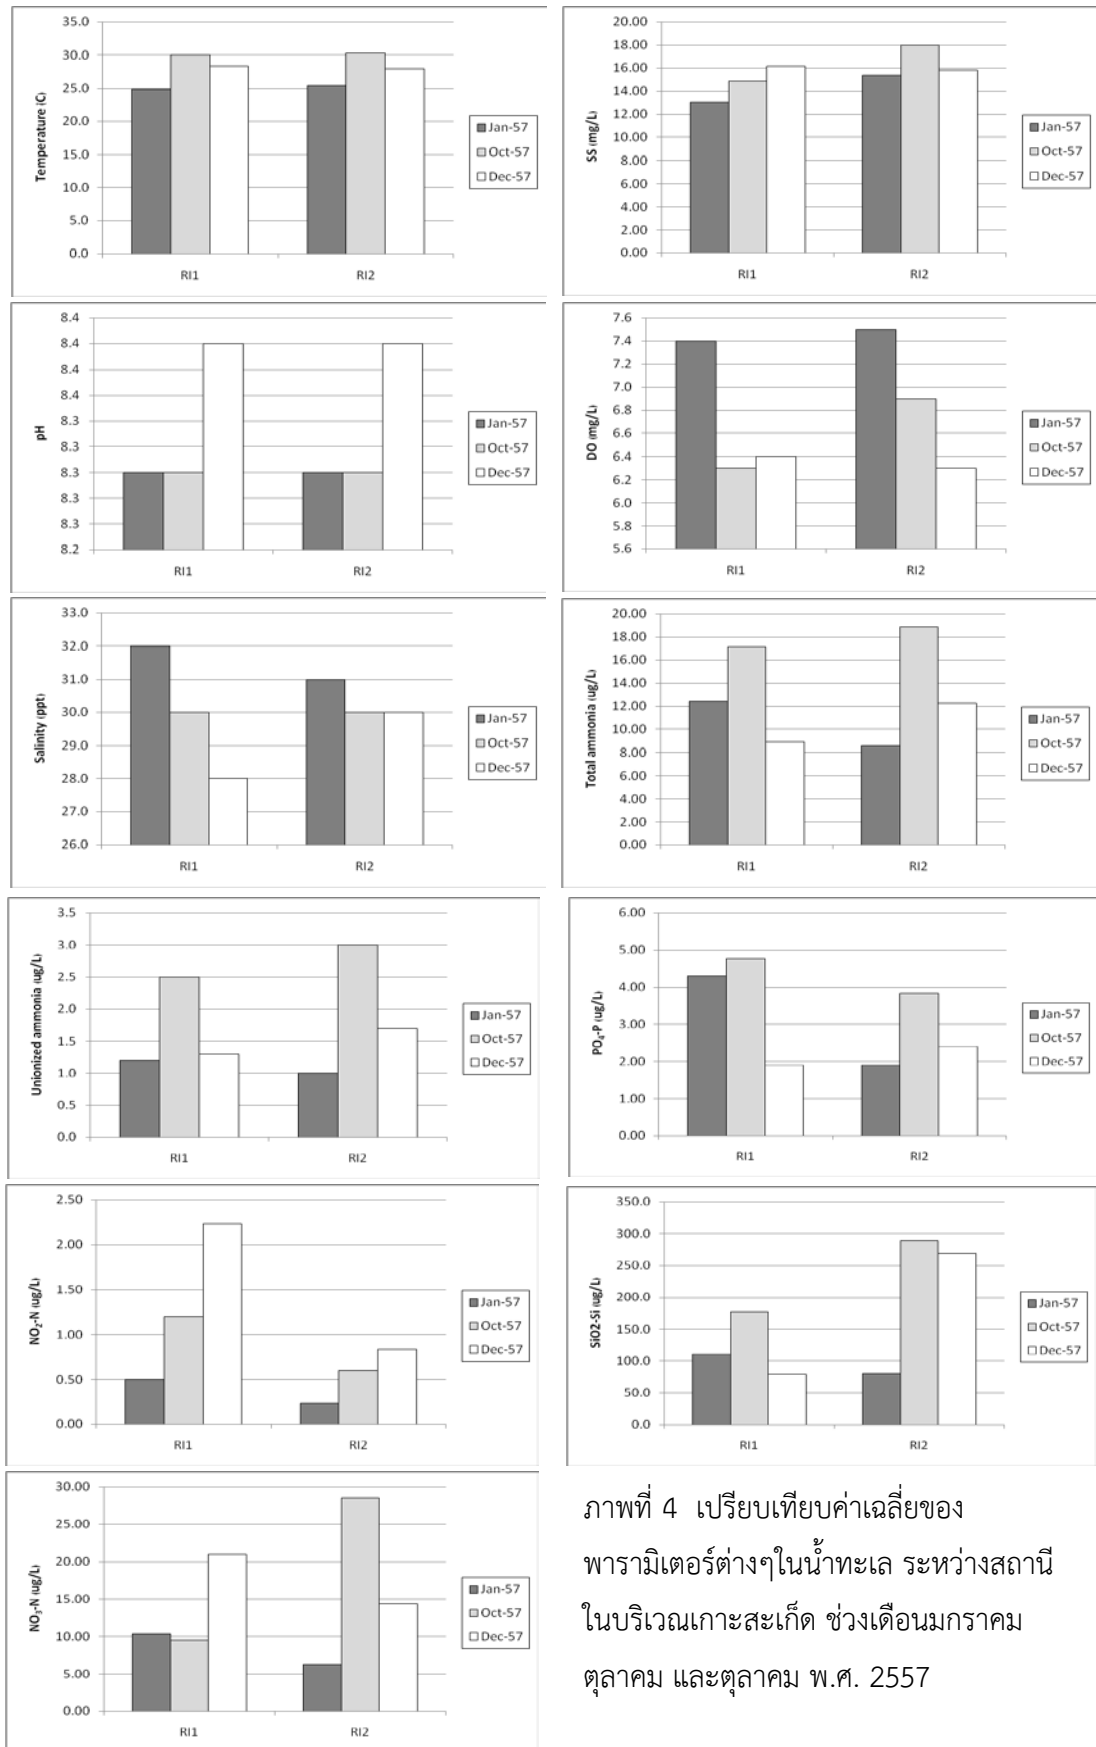 35.0
30.0
25.0
20.0
15.0
10.0
5.0
0.0
Temperature (C)
RI1
RI2
Jan-57
Oct-57
Dec-57
20.00
18.00
16.00
14.00
12.00
10.00
8.00
6.00
4.00
2.00
0.00
SS (mg/L)
RI1
RI2
Jan-57
Oct-57
Dec-57
8.4
8.4
8.4
8.4
8.3
8.3
8.3
8.3
8.3
8.2
pH
RI1
RI2
Jan-57
Oct-57
Dec-57
7.6
7.4
7.2
7.0
6.8
6.6
6.4
6.2
6.0
5.8
5.6
DO (mg/L)
RI1
RI2
Jan-57
Oct-57
Dec-57
33.0
32.0
31.0
30.0
29.0
28.0
27.0
26.0
Salinity (ppt)
RI1
RI2
Jan-57
Oct-57
Dec-57
20.00
18.00
16.00
14.00
12.00
10.00
8.00
6.00
4.00
2.00
0.00
Total ammonia (ug/L)
RI1
RI2
Jan-57
Oct-57
Dec-57
3.5
3.0
2.5
2.0
1.5
1.0
0.5
0.0
Unionized ammonia (ug/L)
RI1
RI2
Jan-57
Oct-57
Dec-57
6.00
5.00
4.00
3.00
2.00
1.00
0.00
PO₄-P (ug/L)
RI1
RI2
Jan-57
Oct-57
Dec-57
2.50
2.00
1.50
1.00
0.50
0.00
NO₂-N (ug/L)
RI1
RI2
Jan-57
Oct-57
Dec-57
350.0
300.0
250.0
200.0
150.0
100.0
50.0
0.0
SiO2-Si (ug/L)
RI1
RI2
Jan-57
Oct-57
Dec-57
30.00
25.00
20.00
15.00
10.00
5.00
0.00
NO₃-N (ug/L)
RI1
RI2
Jan-57
Oct-57
Dec-57
ภาพที่ 4 เปรียบเทียบค่าเฉลี่ยของ
พารามิเตอร์ต่างๆในน้ำทะเล ระหว่างสถานี
ในบริเวณเกาะสะเก็ด ช่วงเดือนมกราคม
ตุลาคม และตุลาคม พ.ศ. 2557